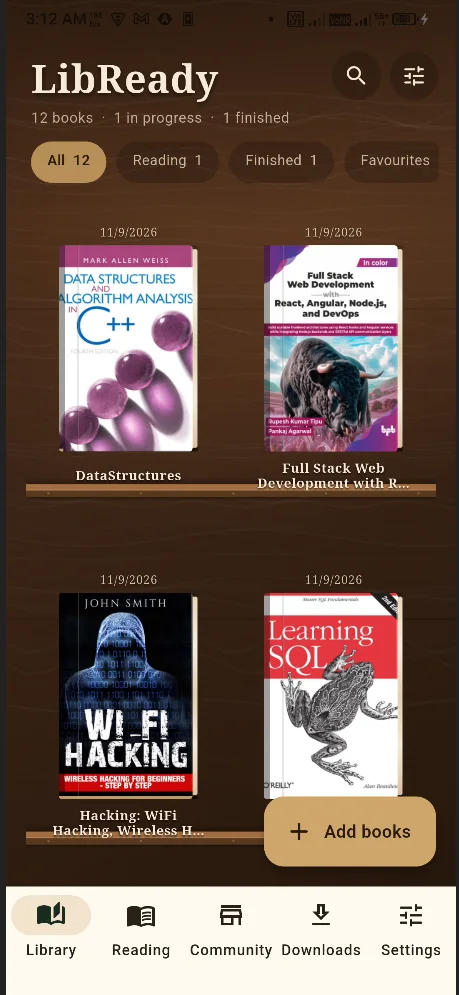 3:12 AM
LibReady
12 books · 1 in progress · 1 finished
All 12
Reading 1
Finished 1
Favourites
11/9/2026
11/9/2026
MARK ALLEN WEISS
DATA STRUCTURES
AND
ALGORITHM ANALYSIS
IN
C++
FOURTH EDITION
In color
Full Stack
Web Development
with
React, Angular, Node.js,
and DevOps
Rupesh Kumar Tipu
Pankaj Agarwal
bpb
DataStructures
Full Stack Web
Development with R...
11/9/2026
11/9/2026
JOHN SMITH
WI-FI
HACKING
WIRELESS HACKING FOR BEGINNERS
- STEP BY STEP
Master SQL Fundamentals
Learning
SQL
O'REILLY
Alan Beaulieu
Hacking: WiFi
Hacking, Wireless H...
+ Add books
Library
Reading
Community
Downloads
Settings